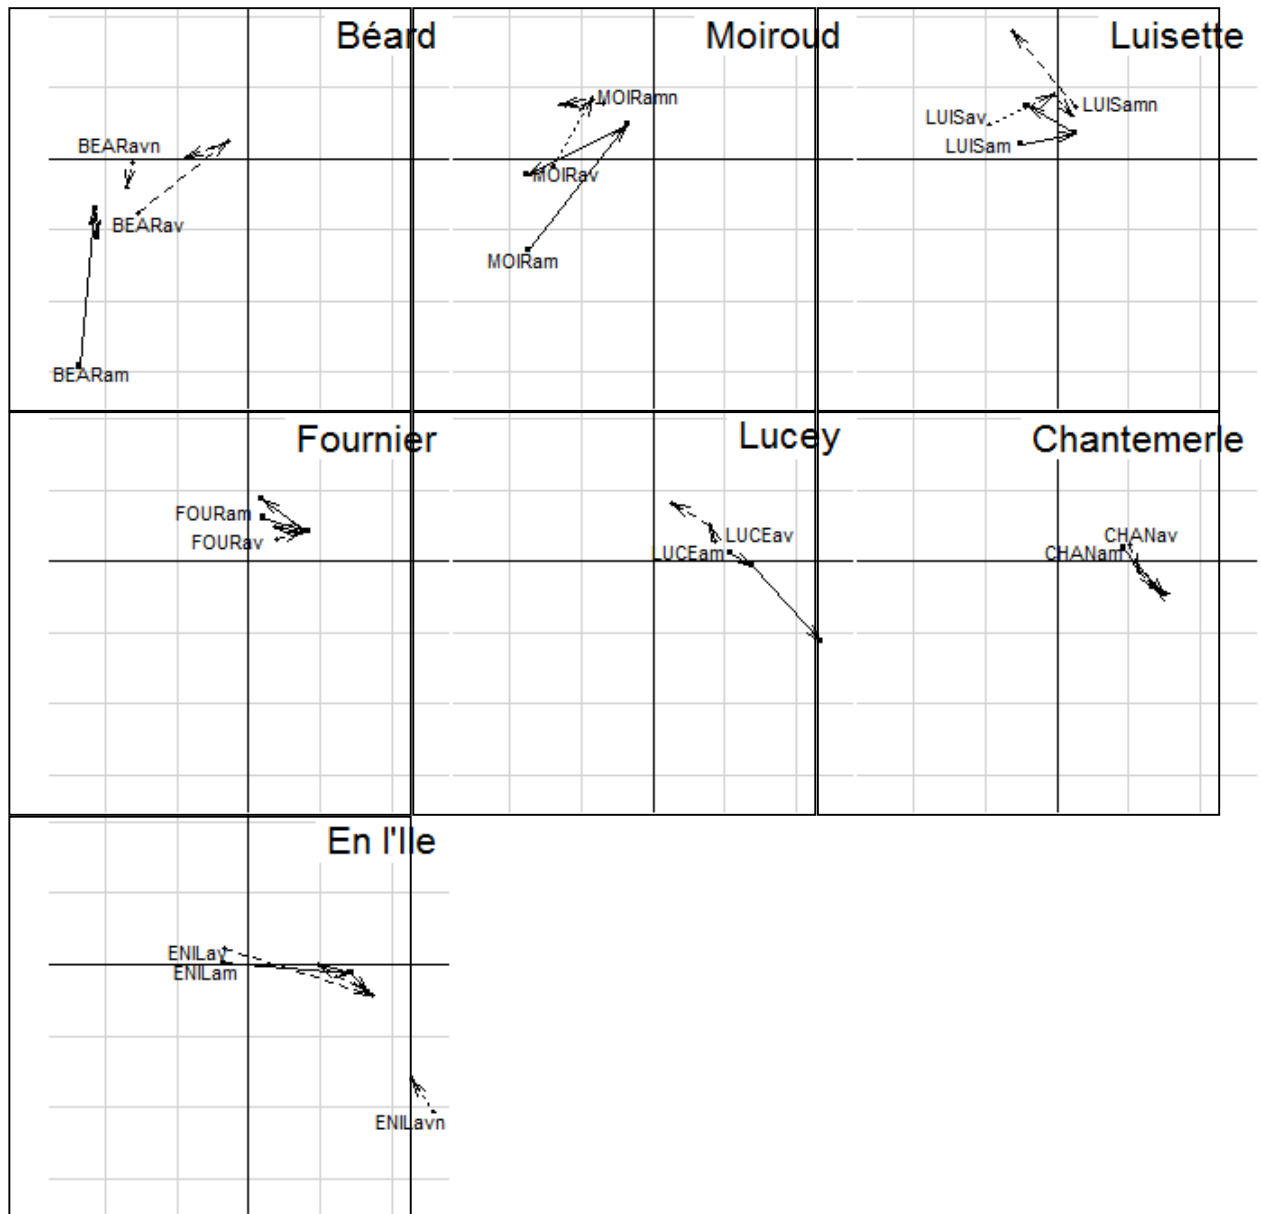 Béard
BEARavn
BEARav
BEARam
Moiroud
MOIRamn
MOIRav
MOIRam
Luisette
LUISamn
LUISav
LUISam
Fournier
FOURam
FOURav
Lucey
LUCEav
LUCEam
Chantemerle
CHANav
CHANam
En l'Ile
ENILav
ENILam
ENILavn